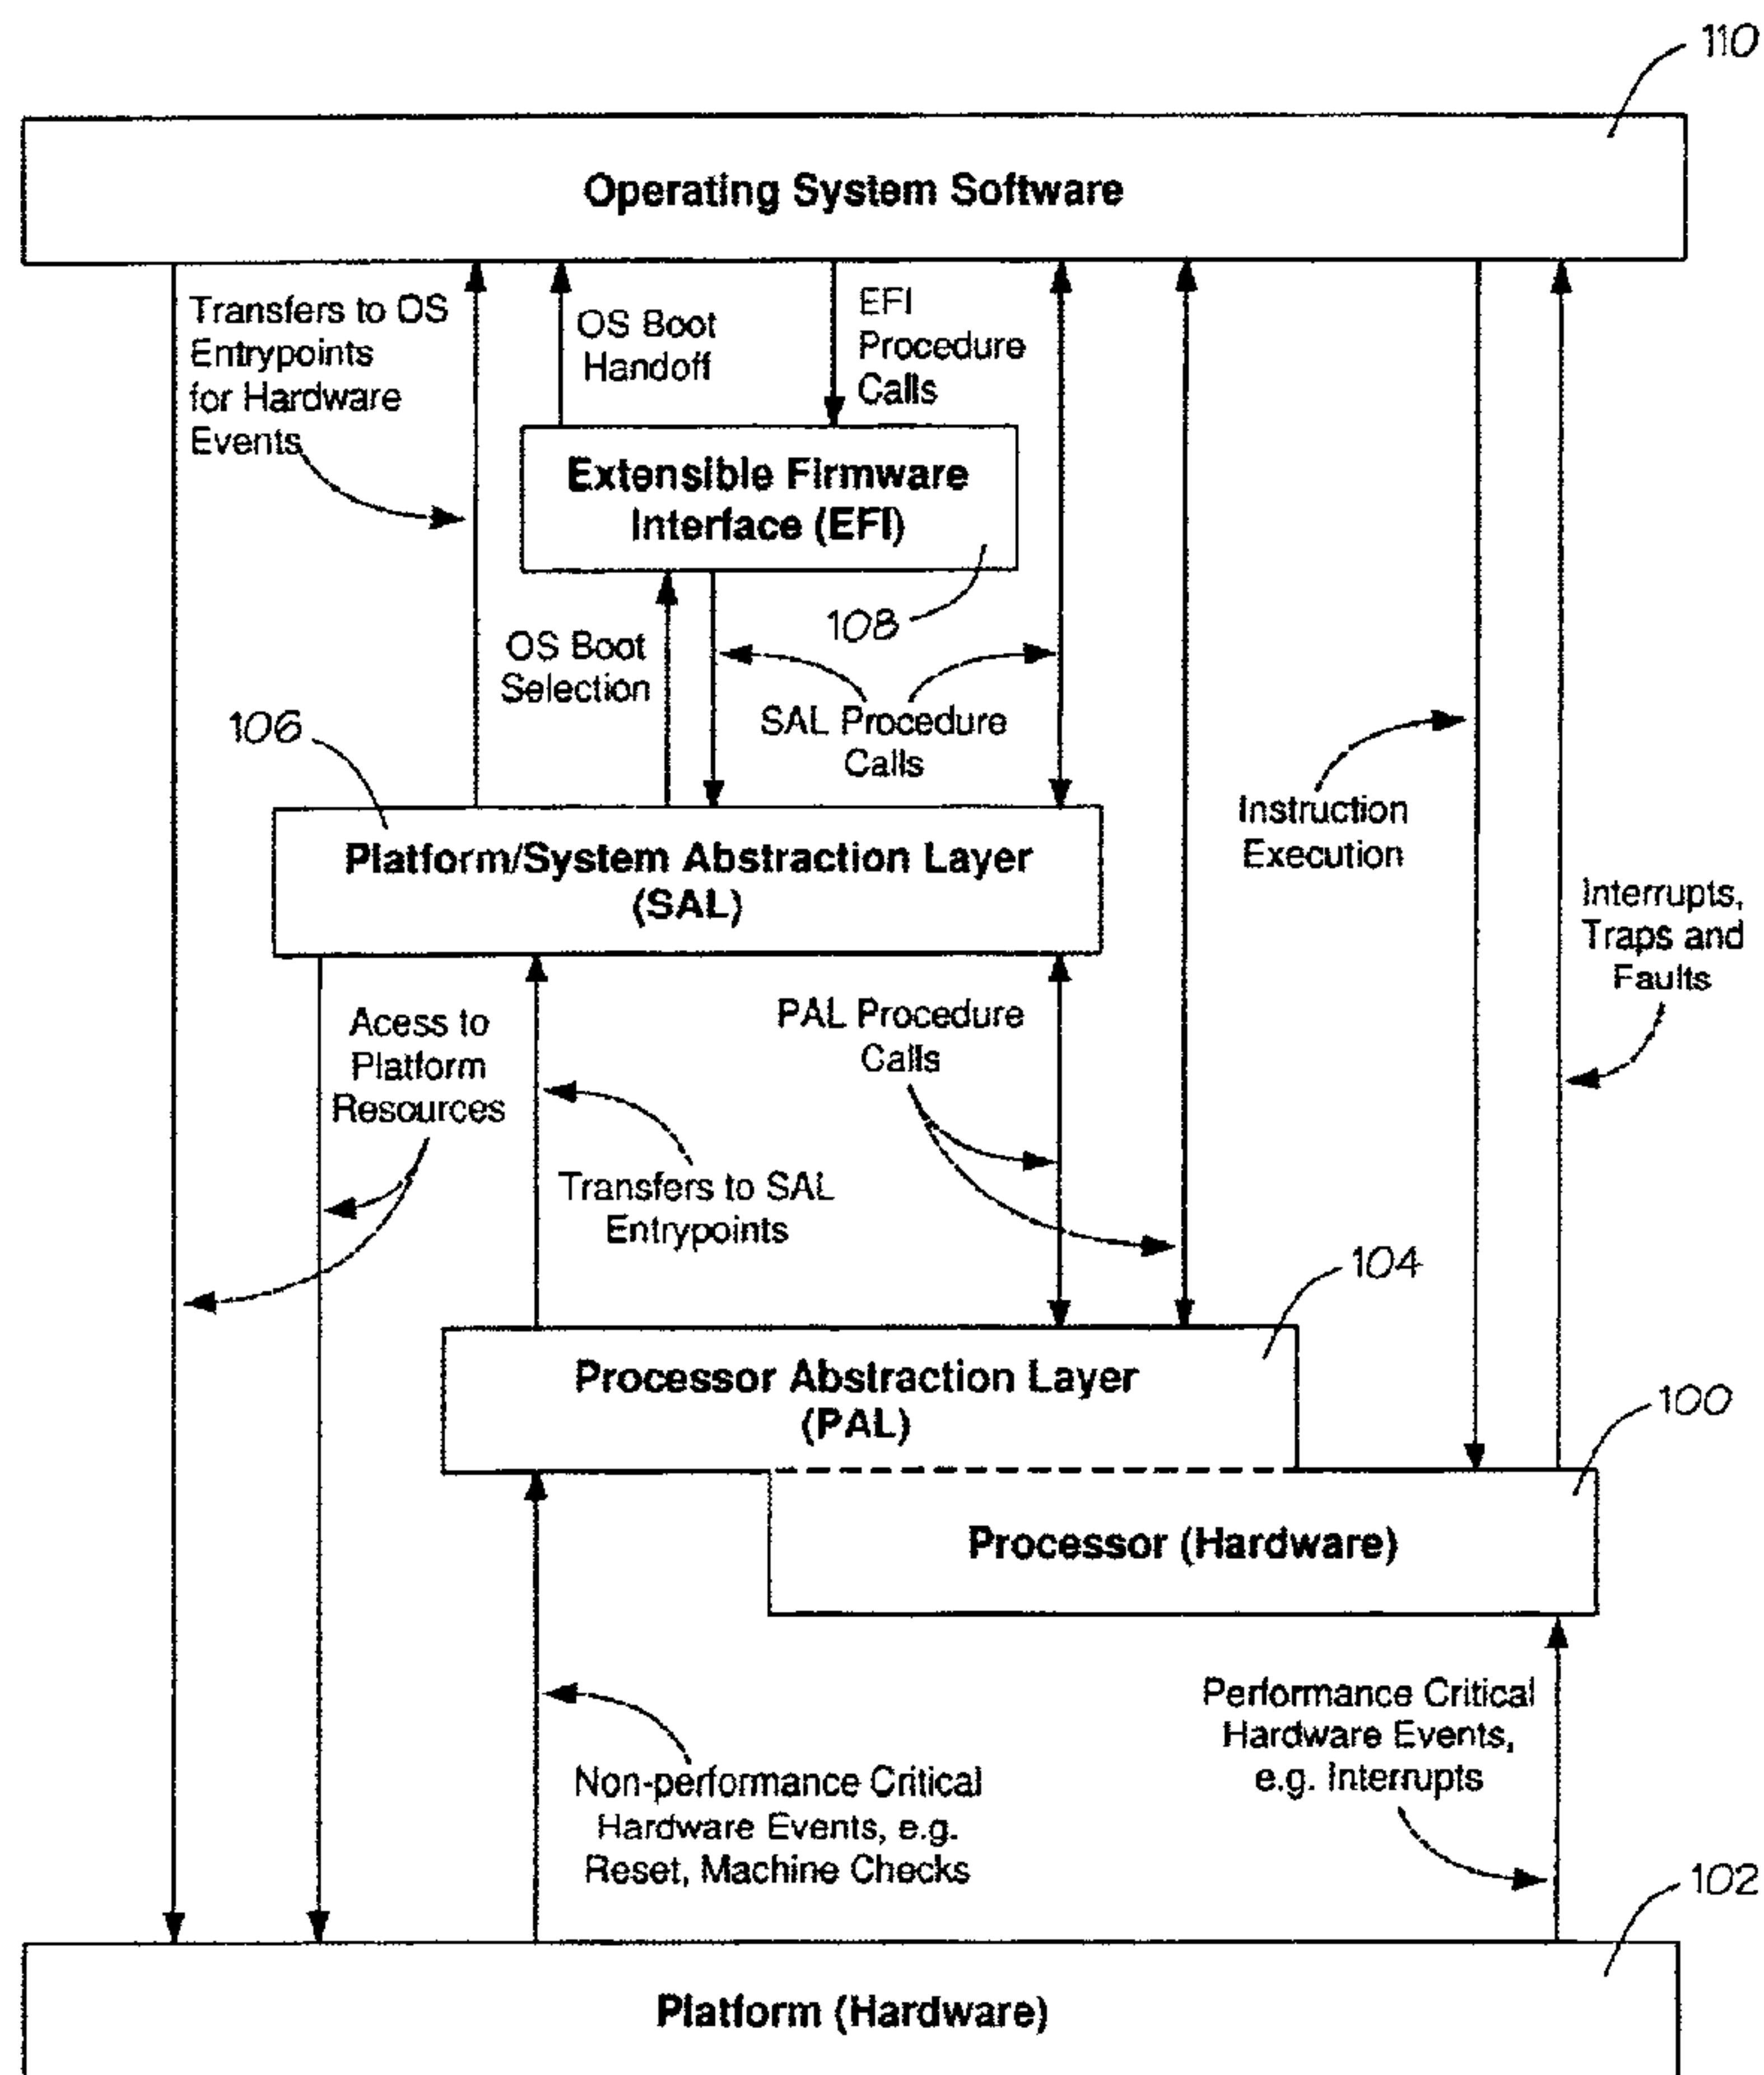 110
Operating System Software
Transfers to OS
Entrypoints
for Hardware
Events
OS Boot
Handoff
EFI
Procedure
Calls
Extensible Firmware
Interface (EFI)
108
OS Boot
Selection
SAL Procedure
Calls
106
Instruction
Execution
Platform/System Abstraction Layer
(SAL)
Interrupts,
Traps and
Faults
Acess to
Platform
Resources
PAL Procedure
Calls
Transfers to SAL
Entrypoints
104
Processor Abstraction Layer
(PAL)
100
Processor (Hardware)
Performance Critical
Hardware Events,
e.g. Interrupts
Non-performance Critical
Hardware Events, e.g.
Reset, Machine Checks
102
Platform (Hardware)